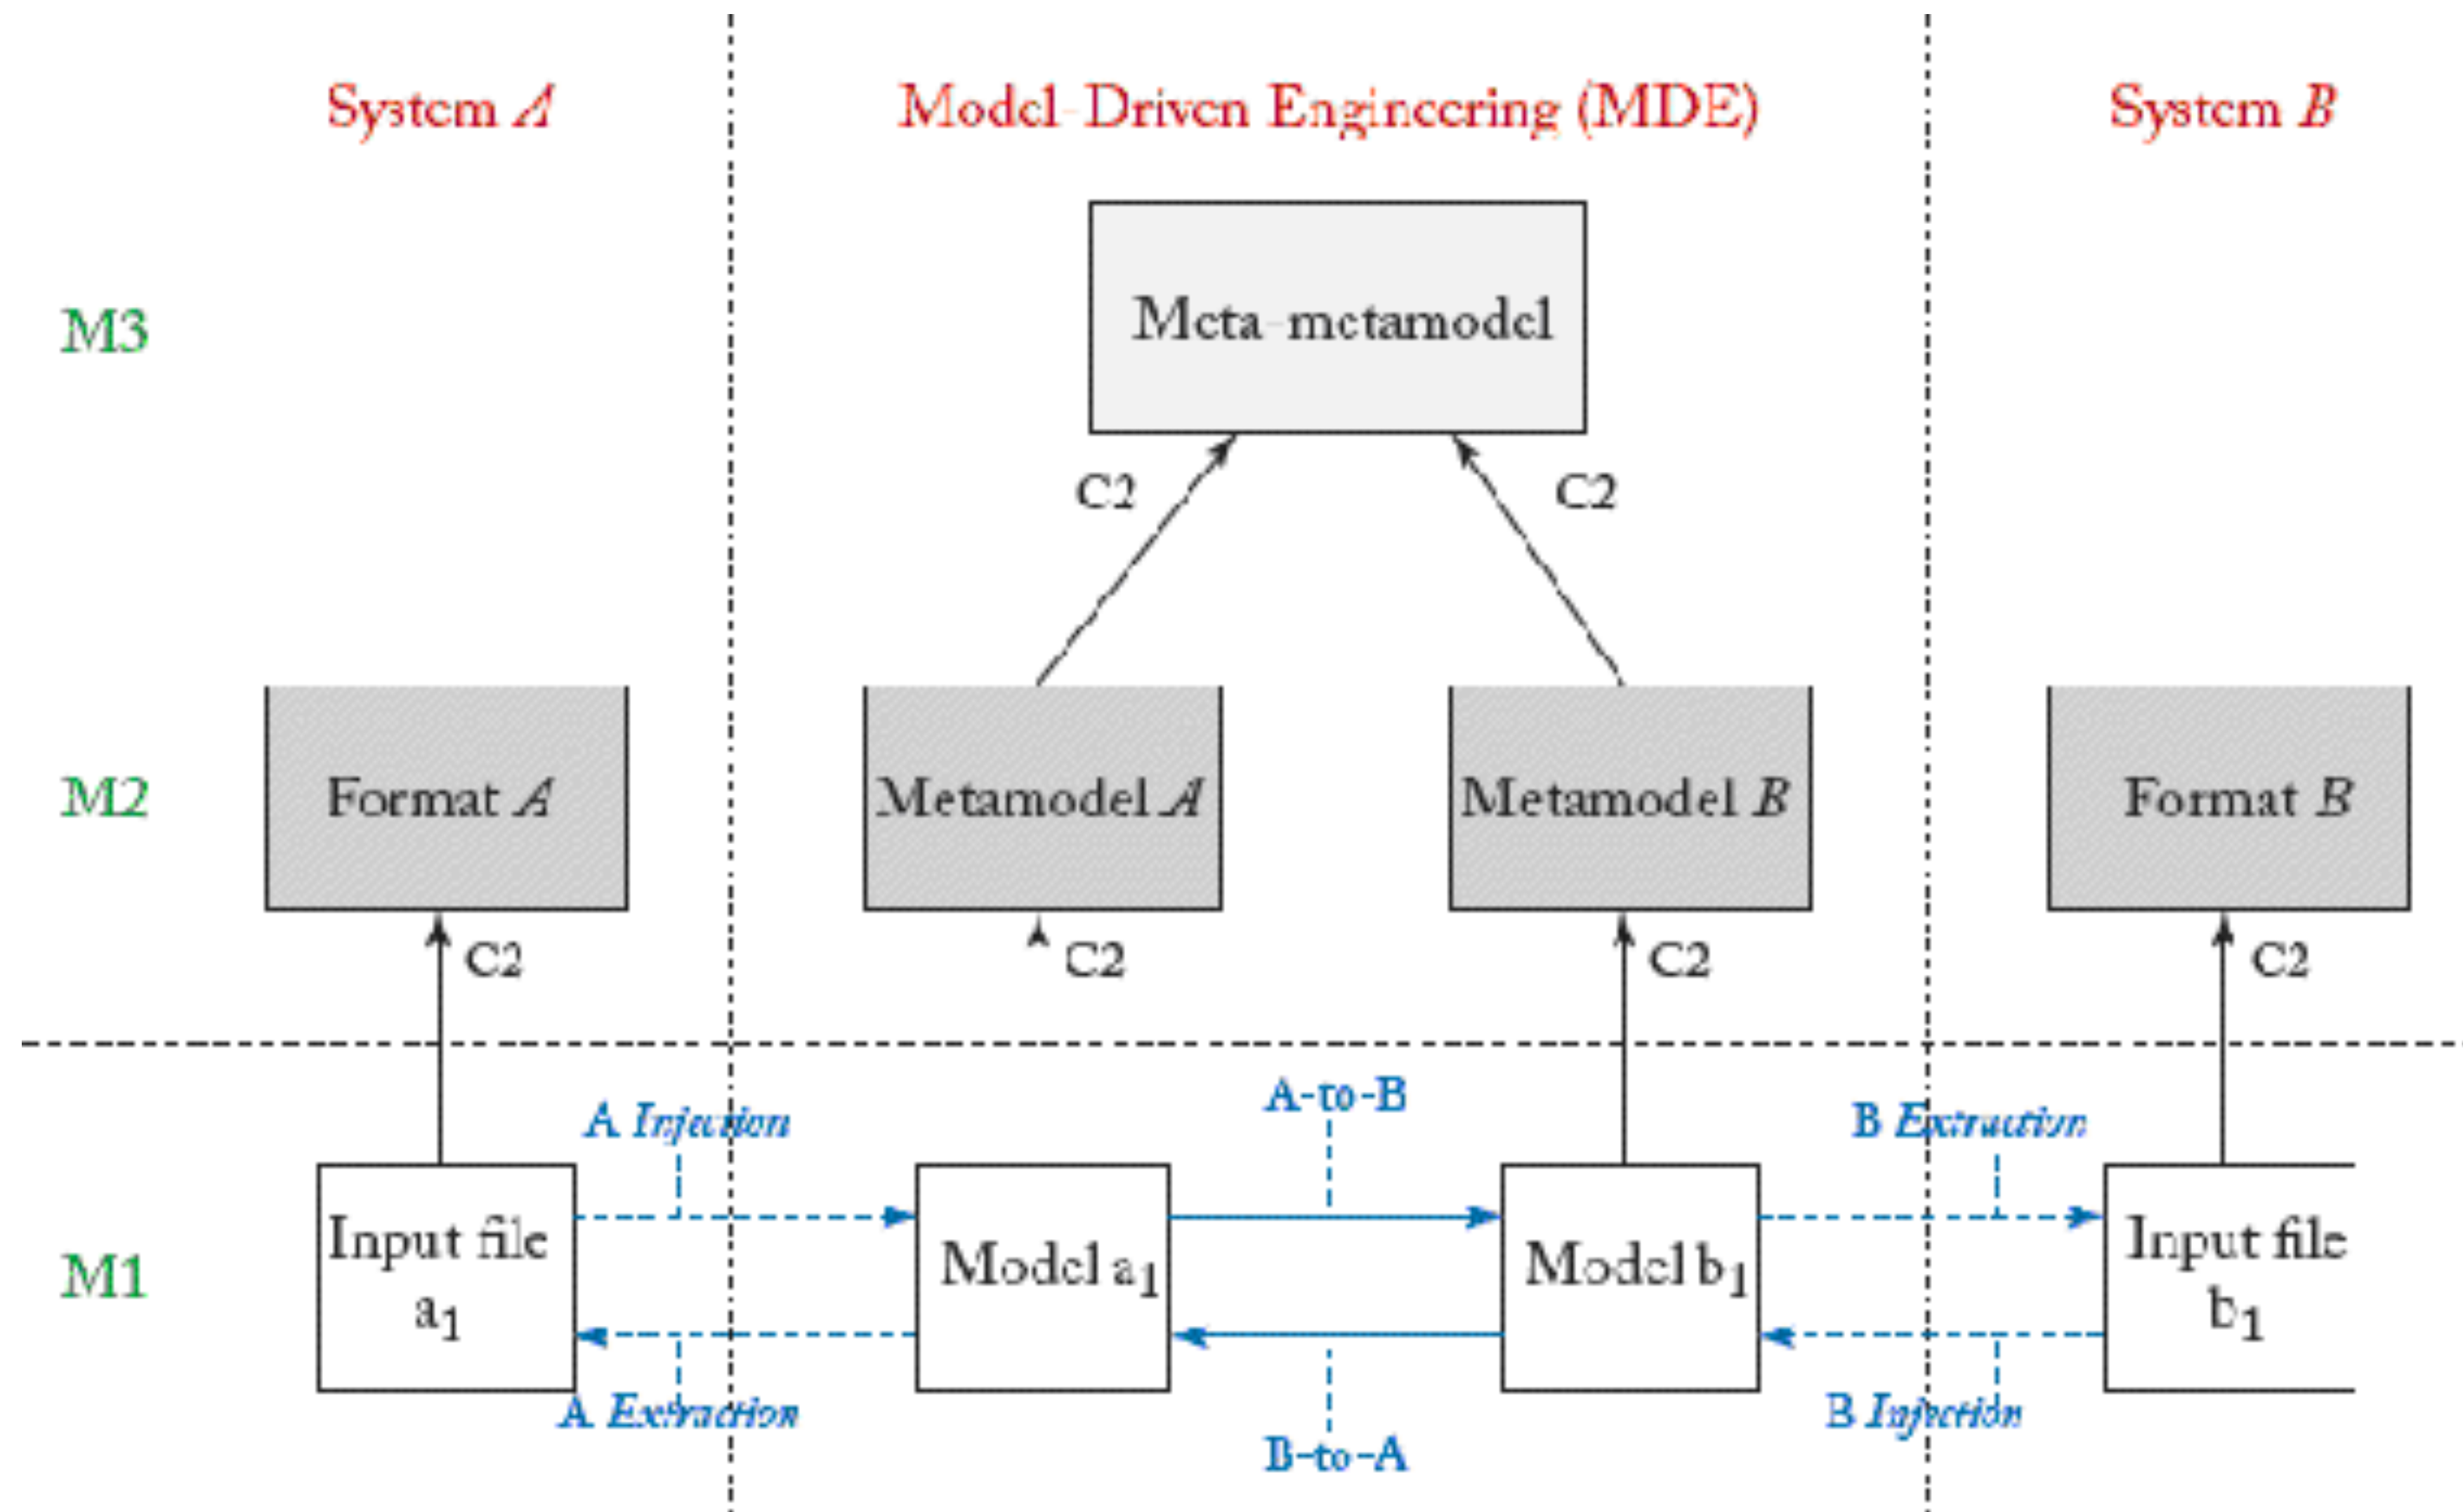 System A
Model-Driven Engineering (MDE)
System B
M3
Meta-metamodel
C2
C2
M2
Format A
Metamodel A
Metamodel B
Format B
C2
C2
C2
C2
A Injection
A-to-B
B Extraction
M1
Input file
a1
Model a1
Model b1
Input file
b1
A Extraction
B-to-A
B Injection